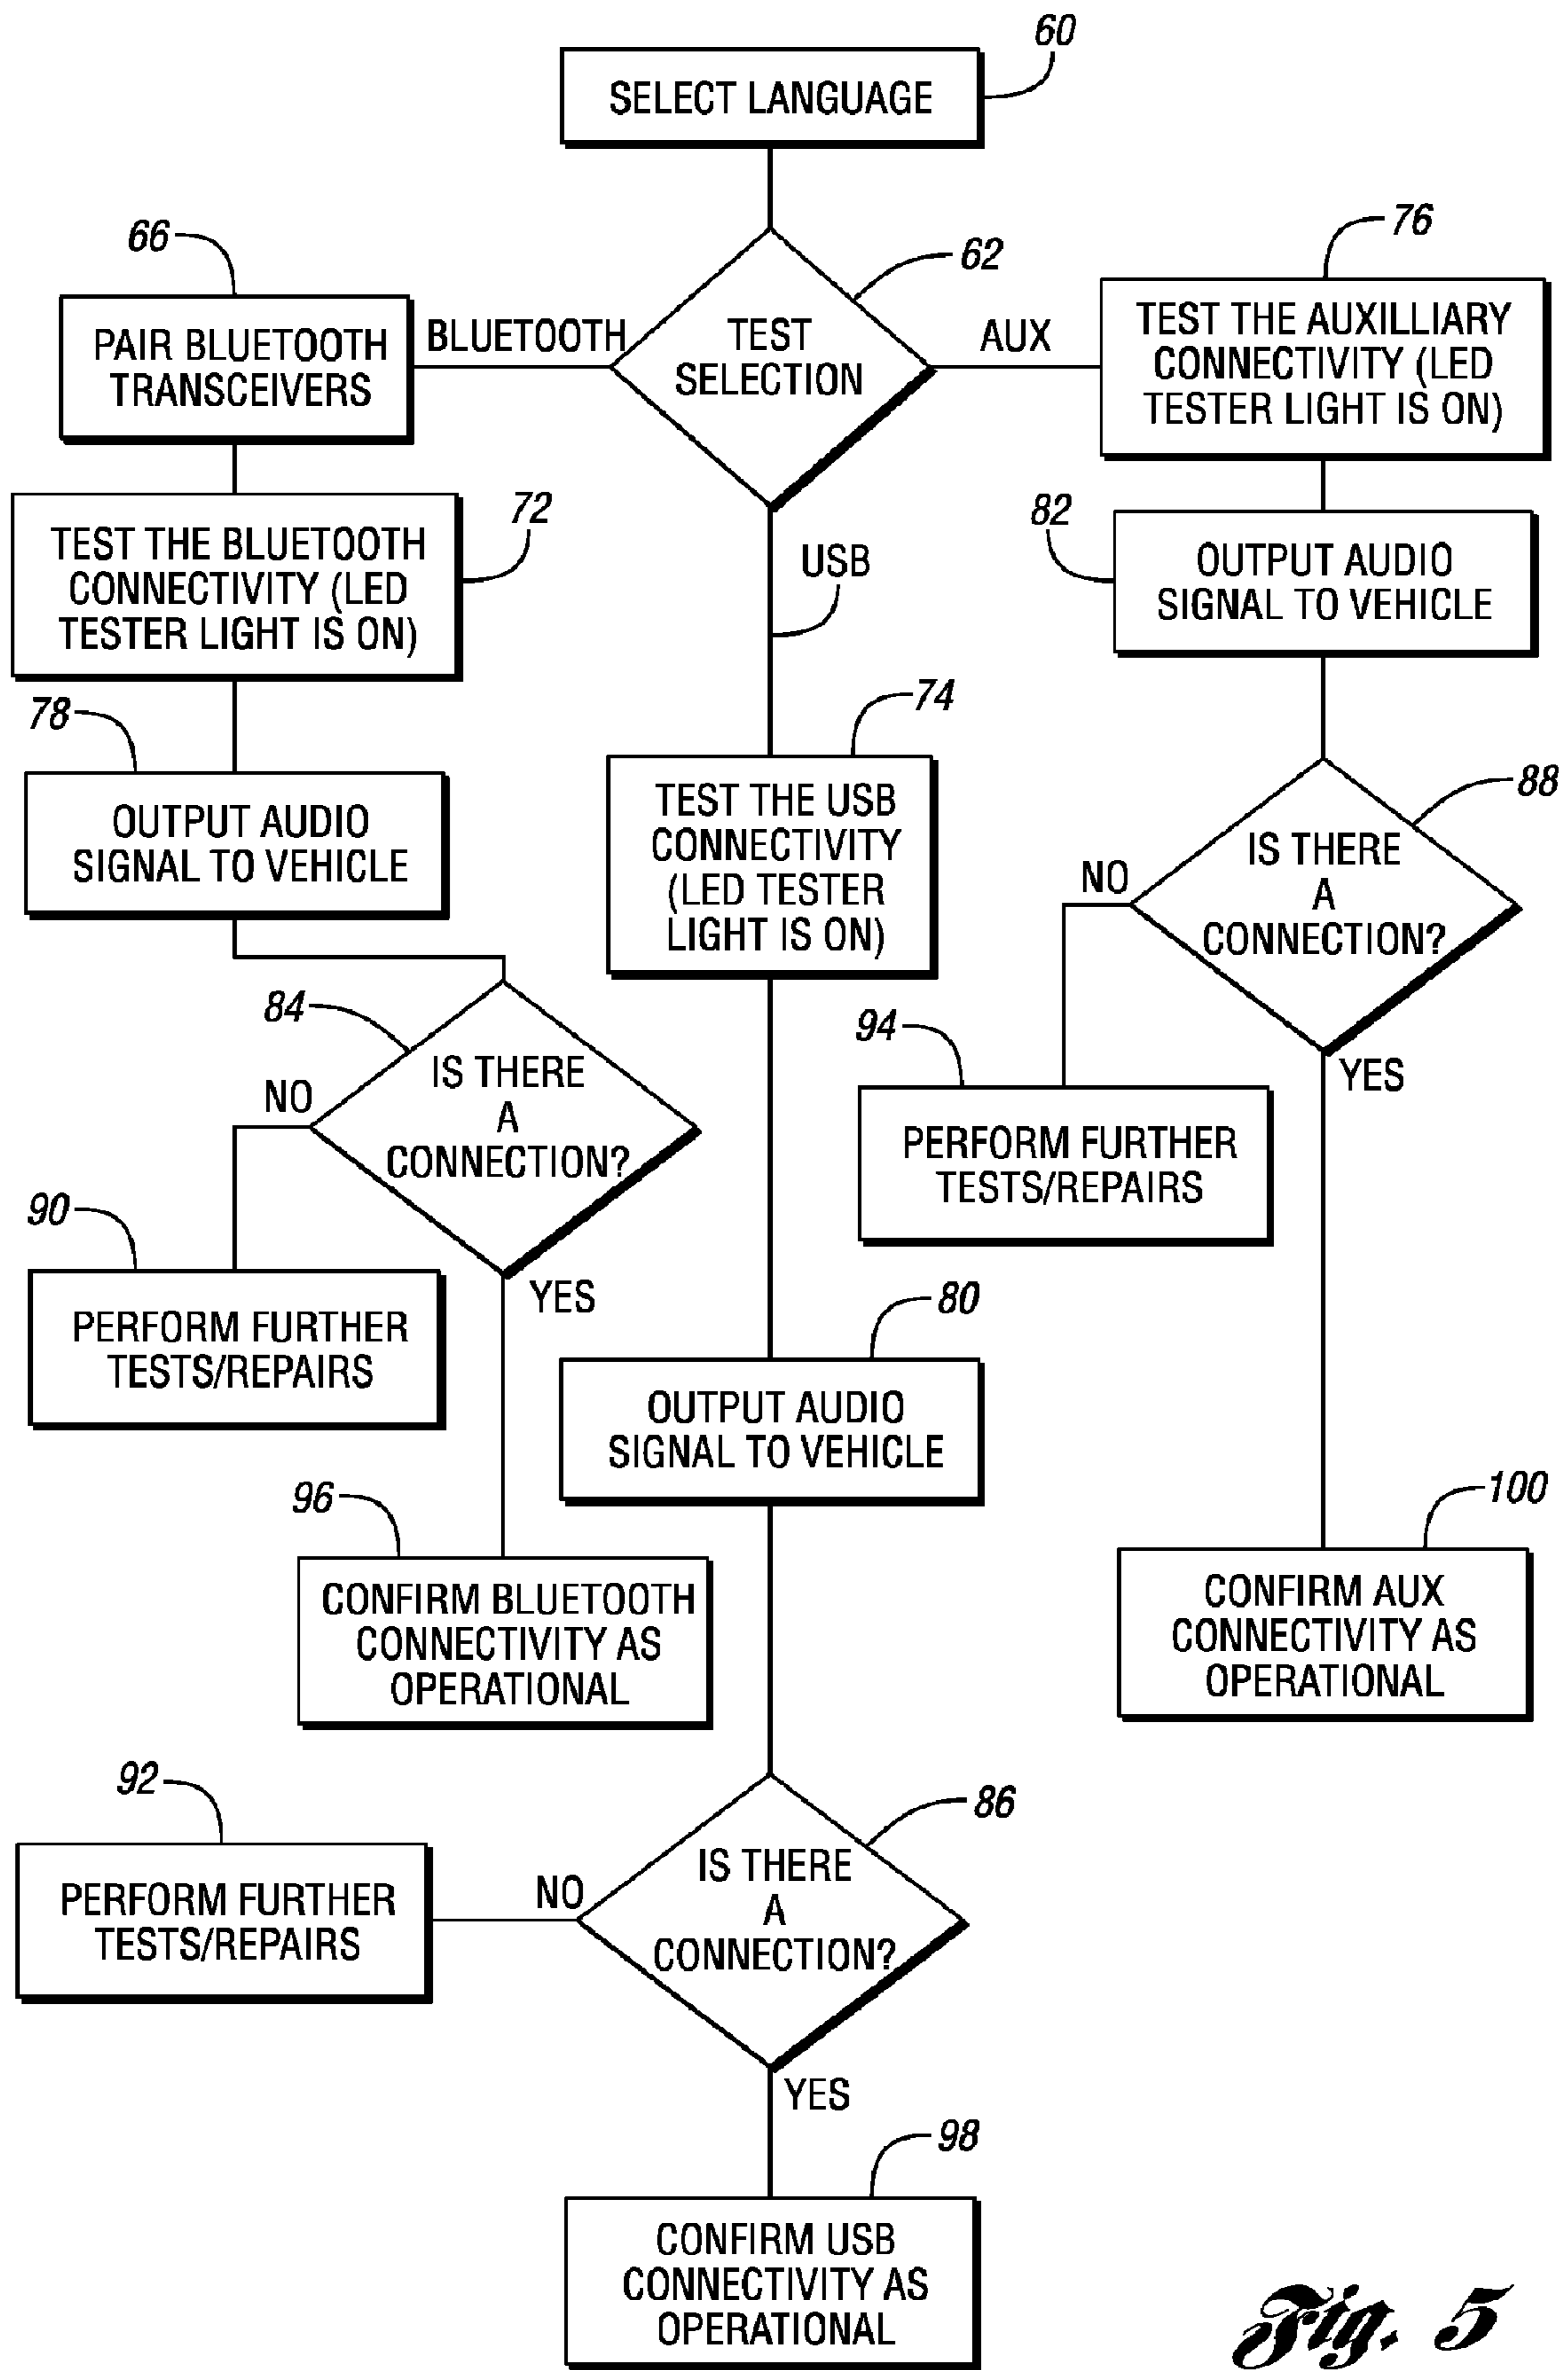 60
SELECT LANGUAGE
66
62
76
PAIR BLUETOOTH
TRANSCEIVERS
BLUETOOTH
TEST
SELECTION
AUX
TEST THE AUXILLIARY
CONNECTIVITY (LED
TESTER LIGHT IS ON)
72
TEST THE BLUETOOTH
CONNECTIVITY (LED
TESTER LIGHT IS ON)
USB
82
OUTPUT AUDIO
SIGNAL TO VEHICLE
78
OUTPUT AUDIO
SIGNAL TO VEHICLE
74
TEST THE USB
CONNECTIVITY
(LED TESTER
LIGHT IS ON)
88
IS THERE
A
CONNECTION?
NO
YES
84
IS THERE
A
CONNECTION?
NO
YES
94
PERFORM FURTHER
TESTS/REPAIRS
90
PERFORM FURTHER
TESTS/REPAIRS
80
OUTPUT AUDIO
SIGNAL TO VEHICLE
96
CONFIRM BLUETOOTH
CONNECTIVITY AS
OPERATIONAL
100
CONFIRM AUX
CONNECTIVITY AS
OPERATIONAL
92
PERFORM FURTHER
TESTS/REPAIRS
NO
86
IS THERE
A
CONNECTION?
YES
98
CONFIRM USB
CONNECTIVITY AS
OPERATIONAL
Fig. 5